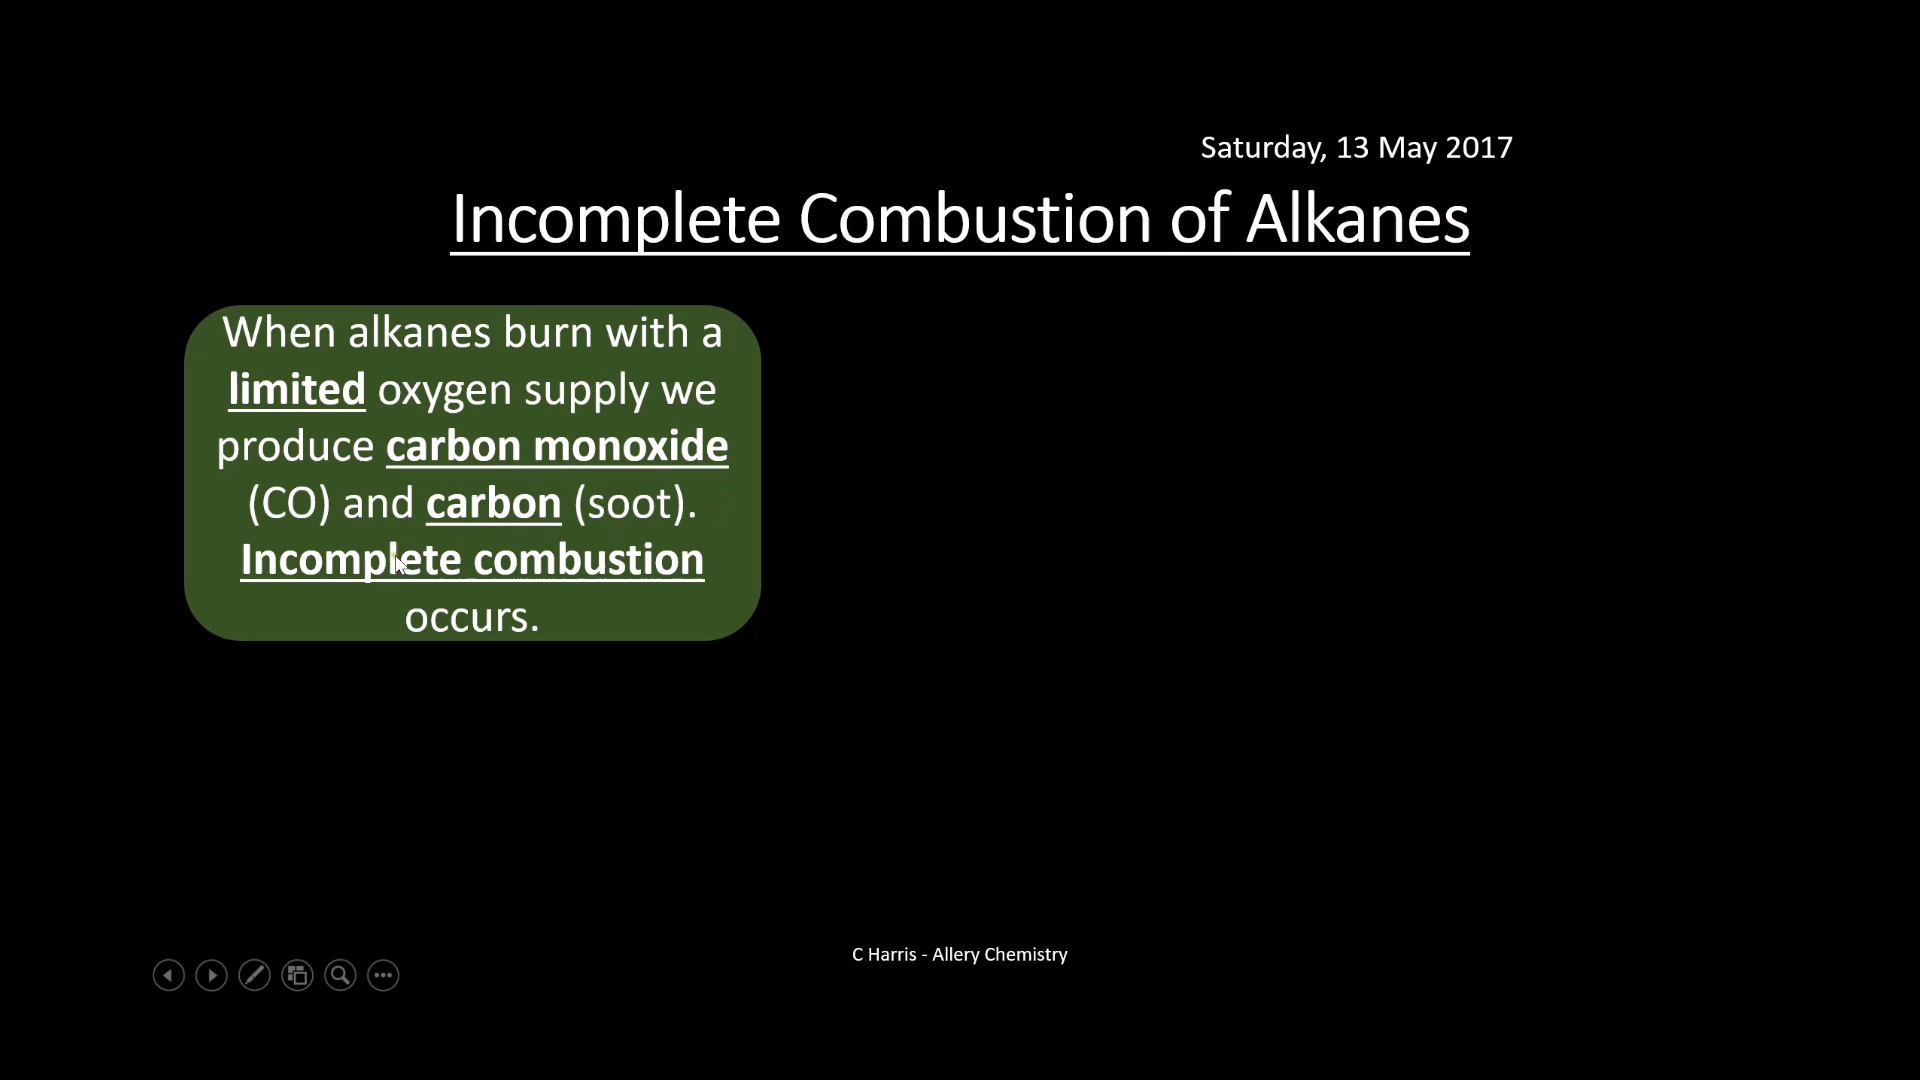 Saturday, 13 May 2017
Incomplete Combustion of Alkanes
When alkanes burn with a
limited oxygen supply we
produce carbon monoxide
(CO) and carbon (soot).
Incomplete combustion
occurs.
C Harris - Allery Chemistry